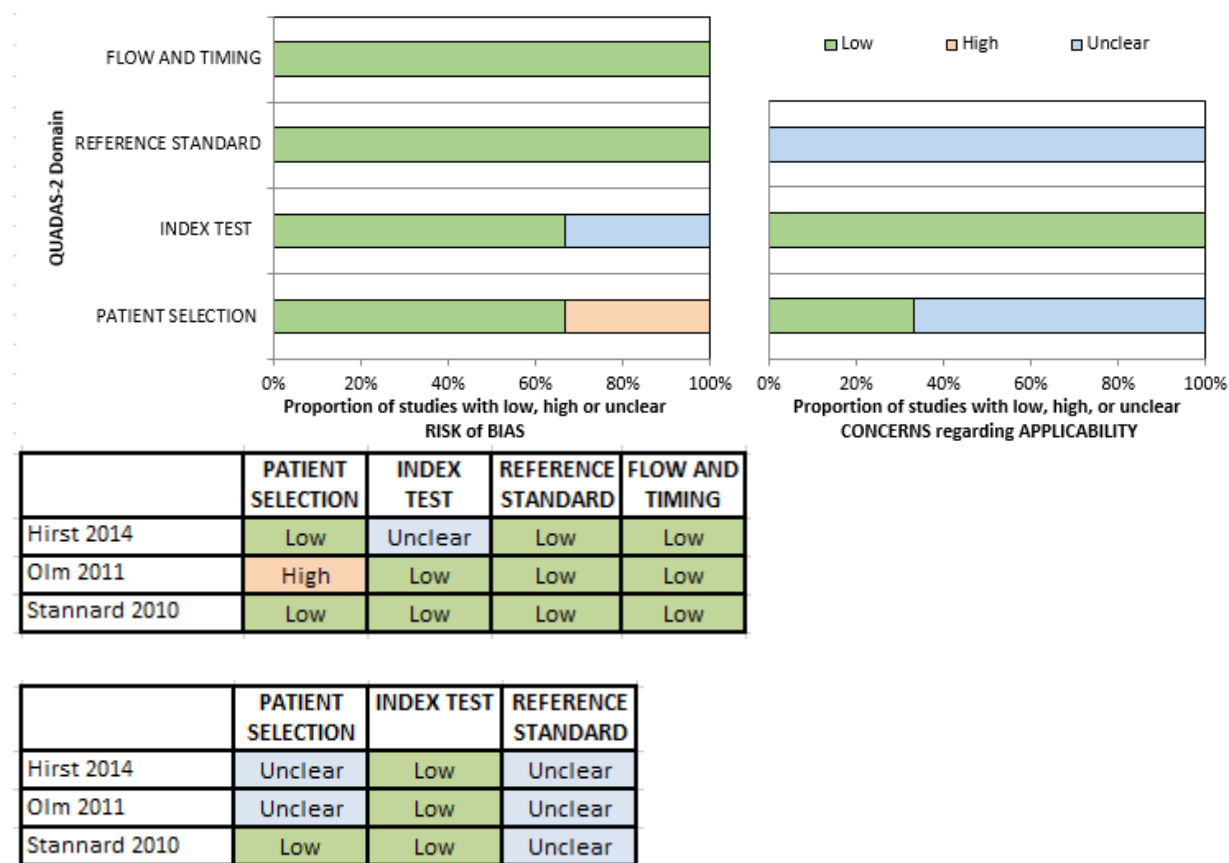 Low High Unclear
QUADAS-2 Domain
FLOW AND TIMING
REFERENCE STANDARD
INDEX TEST
PATIENT SELECTION
0% 20% 40% 60% 80% 100%
Proportion of studies with low, high or unclear
RISK of BIAS
0% 20% 40% 60% 80% 100%
Proportion of studies with low, high, or unclear
CONCERNS regarding APPLICABILITY
PATIENT SELECTION INDEX TEST REFERENCE STANDARD FLOW AND TIMING
Hirst 2014 Low Unclear Low Low
Olm 2011 High Low Low Low
Stannard 2010 Low Low Low Low
PATIENT SELECTION INDEX TEST REFERENCE STANDARD
Hirst 2014 Unclear Low Unclear
Olm 2011 Unclear Low Unclear
Stannard 2010 Low Low Unclear